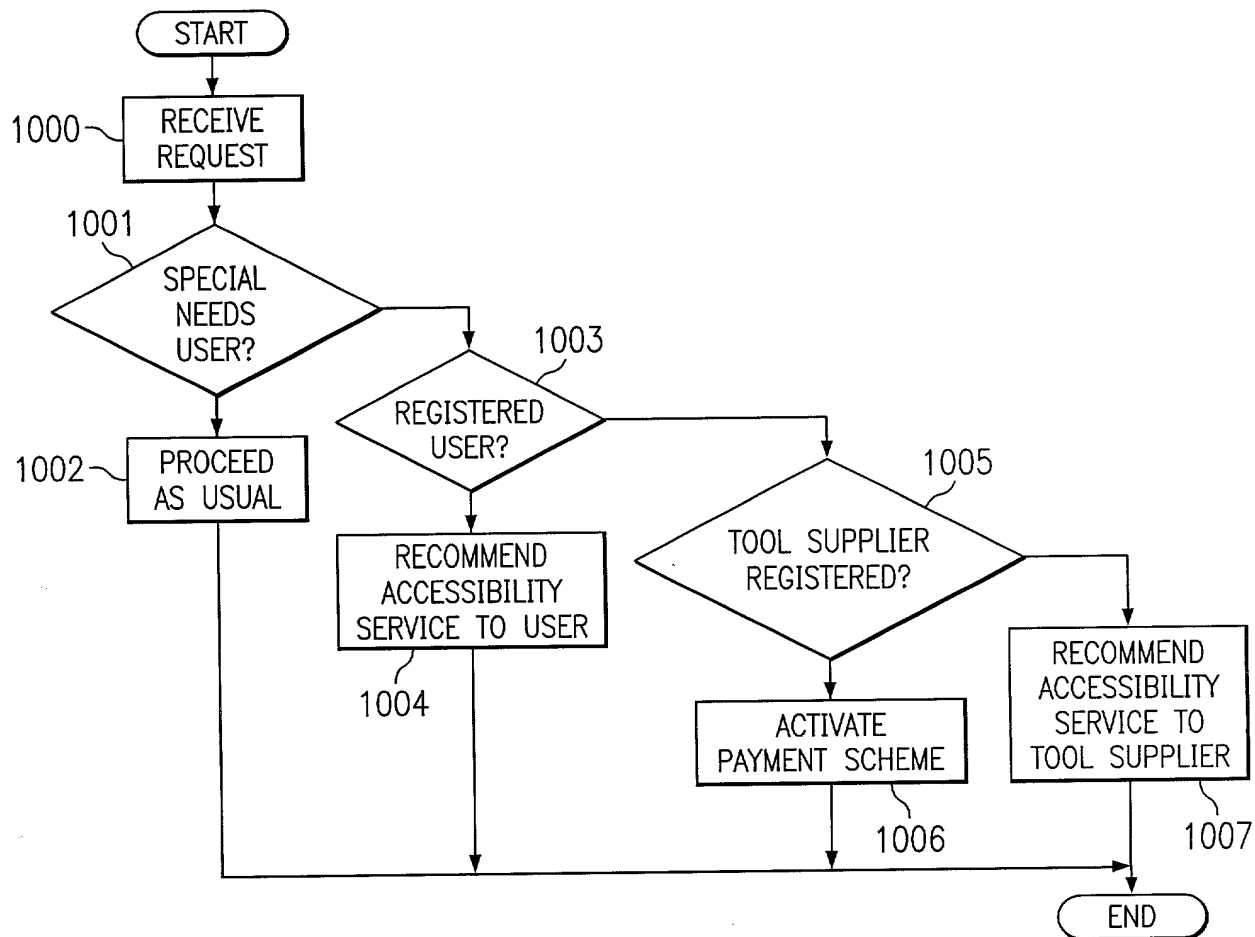 START
1000
RECEIVE
REQUEST
1001
SPECIAL
NEEDS
USER?
1002
PROCEED
AS USUAL
1003
REGISTERED
USER?
RECOMMEND
ACCESSIBILITY
SERVICE TO USER
1004
1005
TOOL SUPPLIER
REGISTERED?
ACTIVATE
PAYMENT SCHEME
1006
RECOMMEND
ACCESSIBILITY
SERVICE TO
TOOL SUPPLIER
1007
END